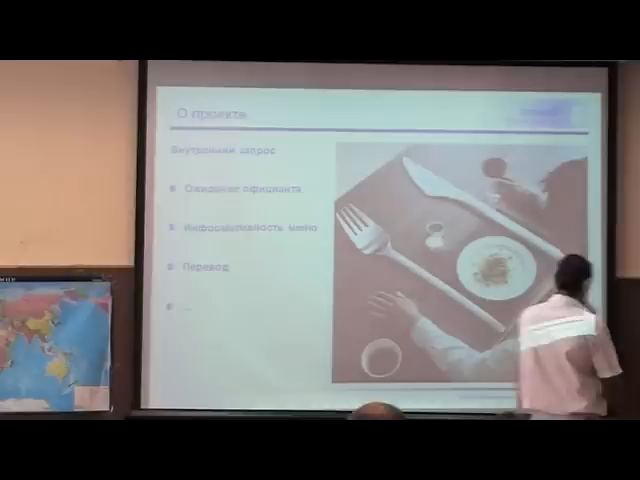 О проекте
Внутренний запрос
Ожидание официанта
Информативность меню
Перевод
...